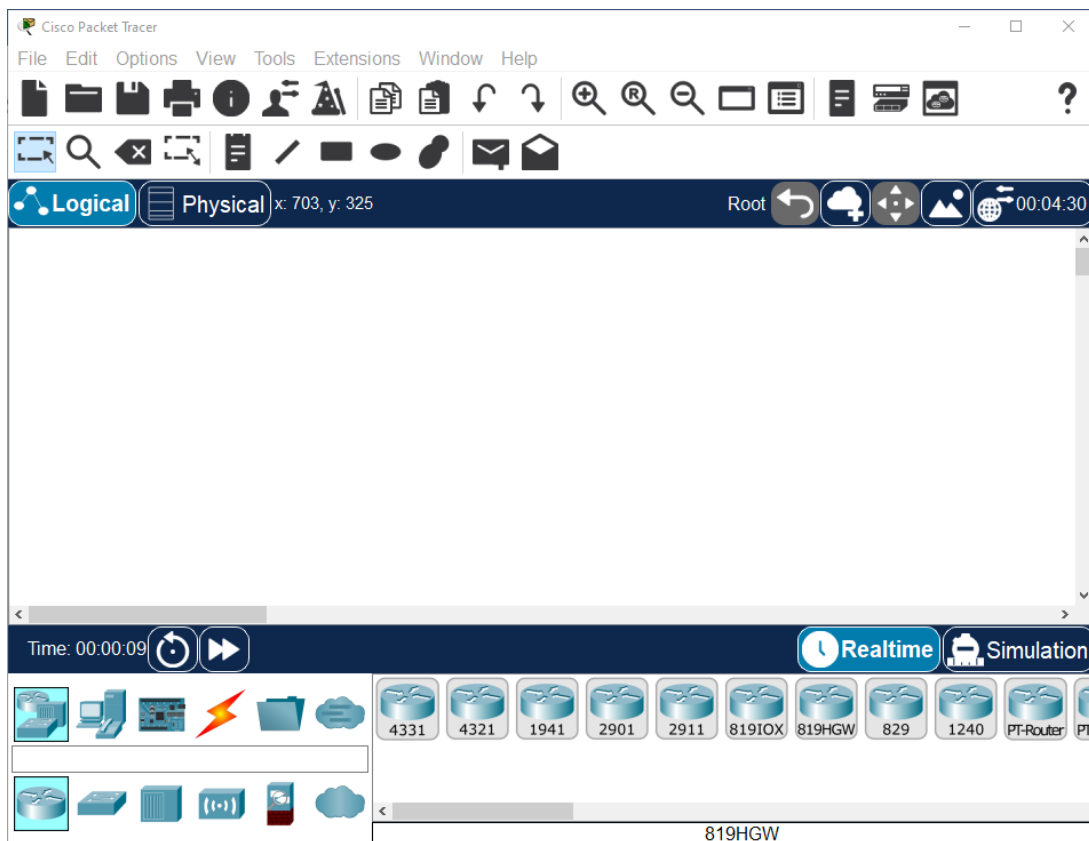 Cisco Packet Tracer
File Edit Options View Tools Extensions Window Help
Logical Physical x: 703, y: 325 Root 00:04:30
Time: 00:00:09 Realtime Simulation
4331 4321 1941 2901 2911 819IOX 819HGW 829 1240 PT-Router PT
819HGW